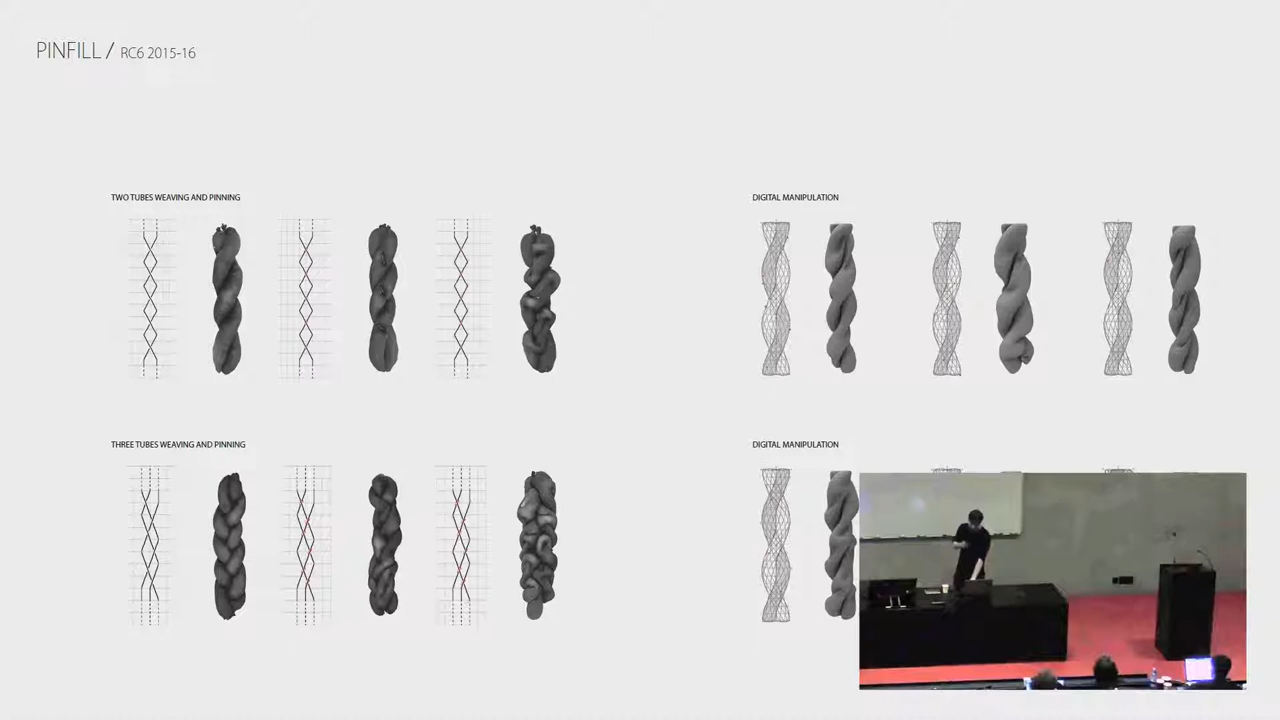 PINFILL / RC6 2015-16
TWO TUBES WEAVING AND PINNING
DIGITAL MANIPULATION
THREE TUBES WEAVING AND PINNING
DIGITAL MANIPULATION